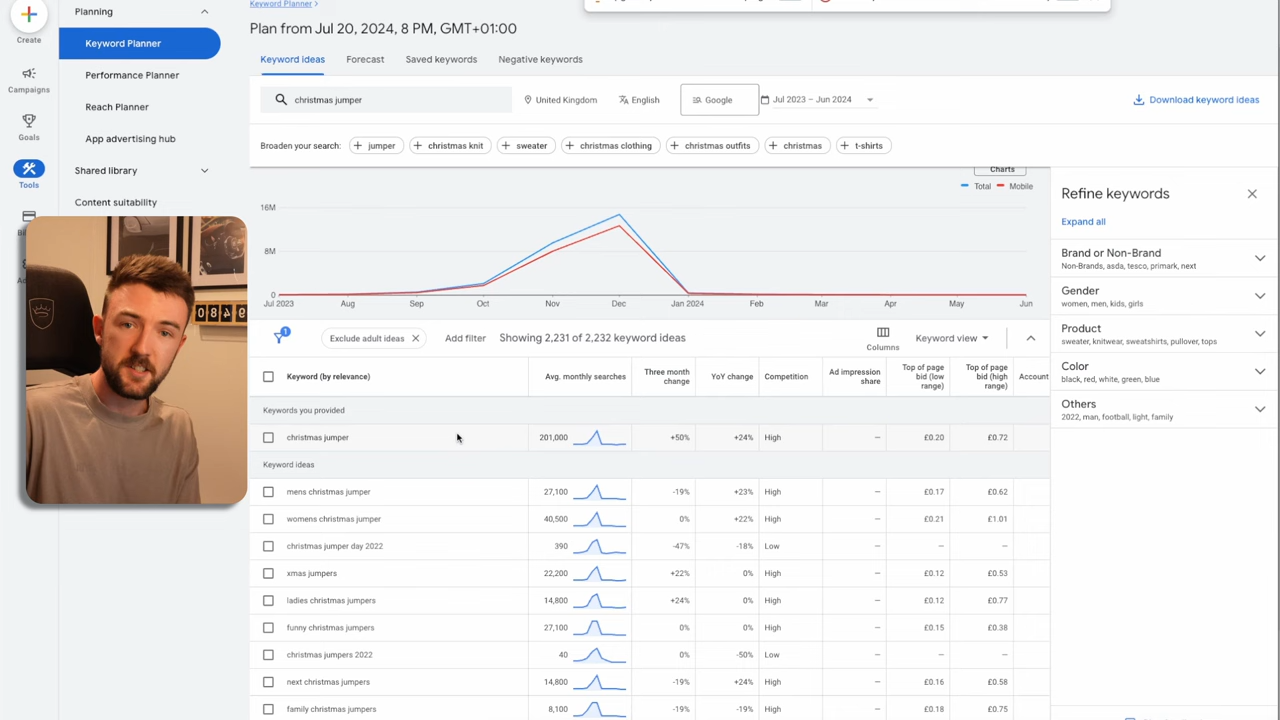 Create
Campaigns
Goals
Tools
Planning
Keyword Planner
Performance Planner
Reach Planner
App advertising hub
Shared library
Content suitability
Keyword Planner
Plan from Jul 20, 2024, 8 PM, GMT+01:00
Keyword ideas Forecast Saved keywords Negative keywords
christmas jumper United Kingdom English Google Jul 2023 – Jun 2024 Download keyword ideas
Broaden your search: jumper christmas knit sweater christmas clothing christmas outfits christmas t-shirts
Charts
Total Mobile
16M
8M
0
Jul 2023 Aug Sep Oct Nov Dec Jan 2024 Feb Mar Apr May Jun
1
Exclude adult ideas Add filter Showing 2,231 of 2,232 keyword ideas Columns Keyword view
Keyword (by relevance) Avg. monthly searches Three month change YoY change Competition Ad impression share Top of page bid (low range) Top of page bid (high range) Account
Keywords you provided
christmas jumper 201,000 +50% +24% High – £0.20 £0.72
Keyword ideas
mens christmas jumper 27,100 -19% +23% High – £0.17 £0.62
womens christmas jumper 40,500 0% +22% High – £0.21 £1.01
christmas jumper day 2022 390 -47% -18% Low – – –
xmas jumpers 22,200 +22% 0% High – £0.12 £0.53
ladies christmas jumpers 14,800 +24% 0% High – £0.12 £0.77
funny christmas jumpers 27,100 0% 0% High – £0.15 £0.38
christmas jumpers 2022 40 0% -50% Low – – –
next christmas jumpers 14,800 -19% +24% High – £0.16 £0.58
family christmas jumpers 8,100 -19% -19% High – £0.18 £0.75
Refine keywords
Expand all
Brand or Non-Brand
Non-Brands, asda, tesco, primark, next
Gender
women, men, kids, girls
Product
sweater, knitwear, sweatshirts, pullover, tops
Color
black, red, white, green, blue
Others
2022, man, football, light, family